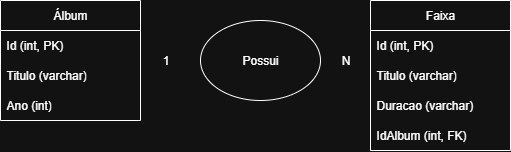 Álbum
Id (int, PK)
Titulo (varchar)
Ano (int)
1
Possui
N
Faixa
Id (int, PK)
Titulo (varchar)
Duracao (varchar)
IdAlbum (int, FK)